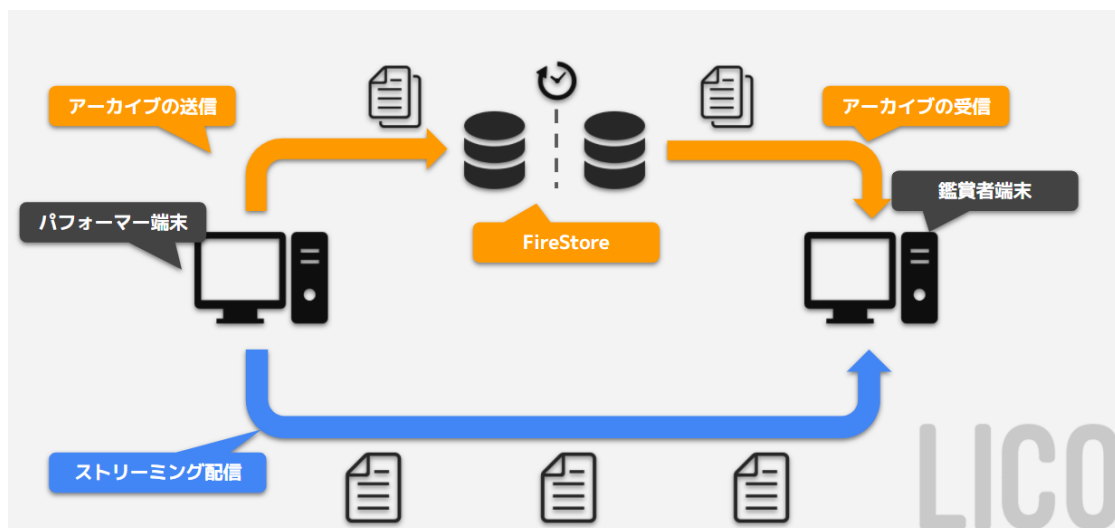 アーカイブの送信
アーカイブの受信
鑑賞者端末
パフォーマー端末
FireStore
ストリーミング配信
LICO